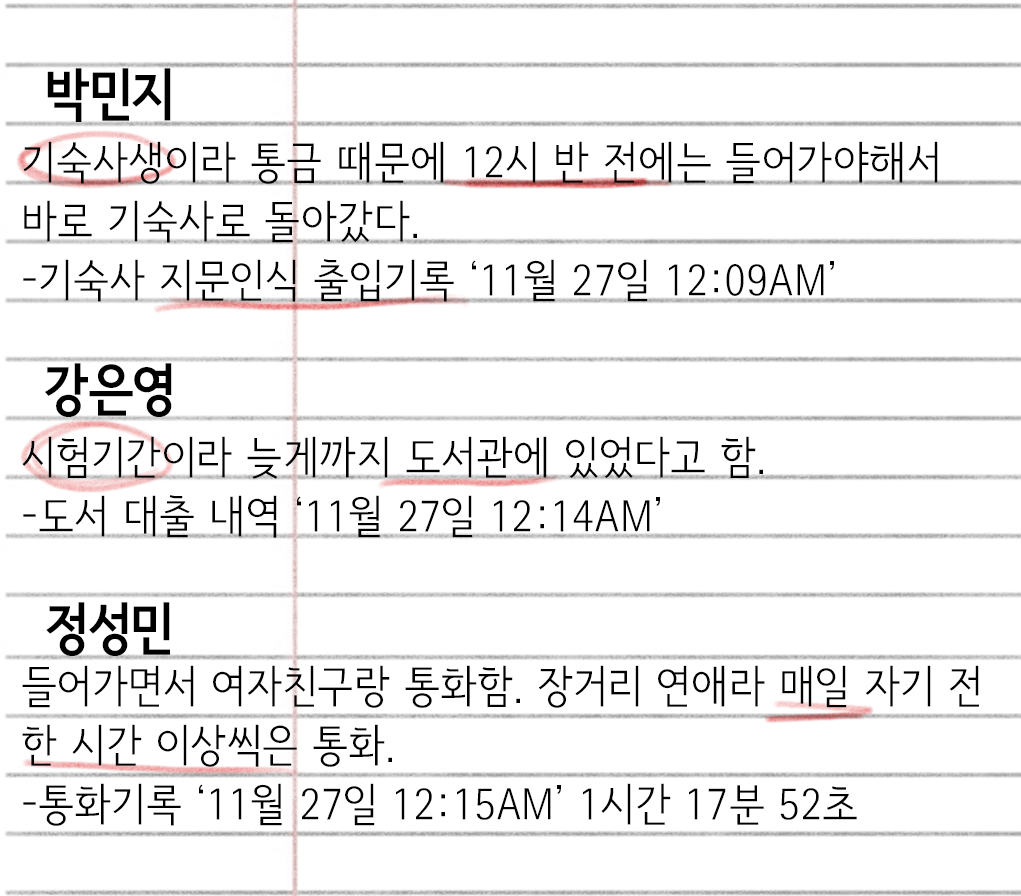 박민지
기숙사생이라 통금 때문에 12시 반 전에는 들어가야해서
바로 기숙사로 돌아갔다.
-기숙사 지문인식 출입기록 ‘11월 27일 12:09AM’
강은영
시험기간이라 늦게까지 도서관에 있었다고 함.
-도서 대출 내역 ‘11월 27일 12:14AM’
정성민
들어가면서 여자친구랑 통화함. 장거리 연애라 매일 자기 전
한 시간 이상씩은 통화.
-통화기록 ‘11월 27일 12:15AM’ 1시간 17분 52초